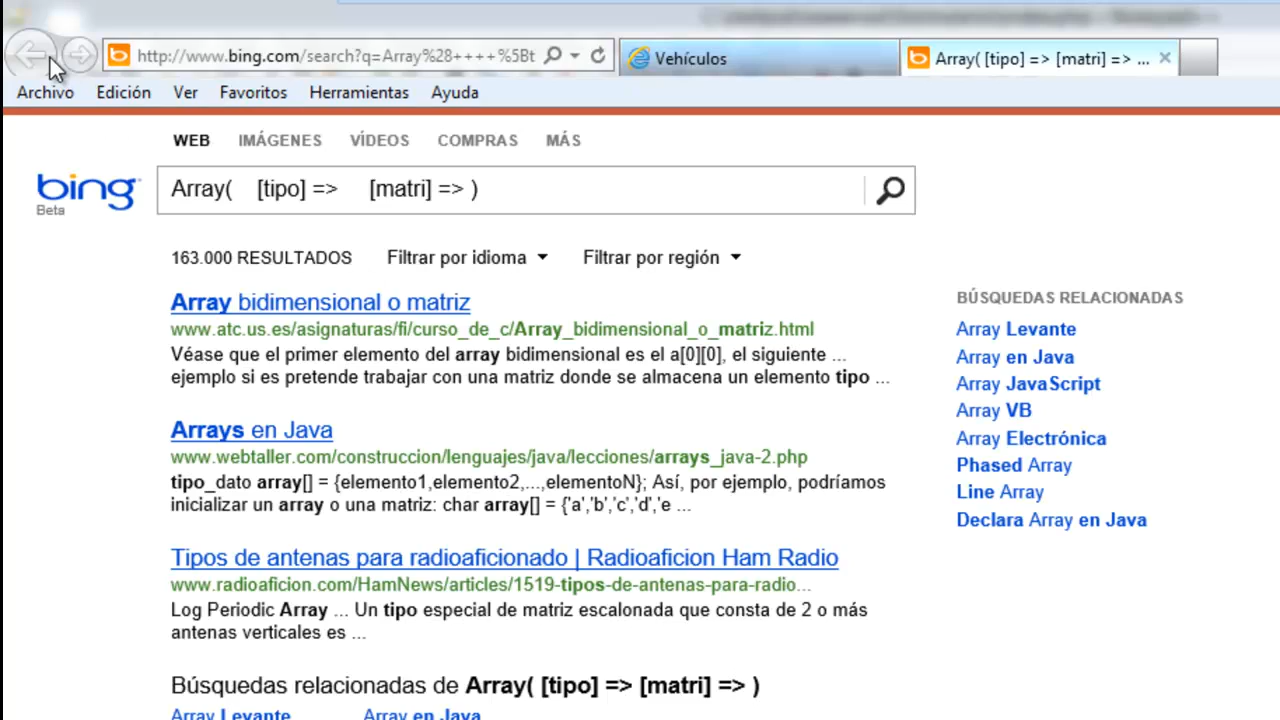 http://www.bing.com/search?q=Array%28++++%5Bt
Vehículos
Array( [tipo] => [matri] => ...
Archivo Edición Ver Favoritos Herramientas Ayuda
WEB IMÁGENES VÍDEOS COMPRAS MÁS
bing
Beta
Array( [tipo] => [matri] => )
163.000 RESULTADOS Filtrar por idioma Filtrar por región
Array bidimensional o matriz
www.atc.us.es/asignaturas/fi/curso_de_c/Array_bidimensional_o_matriz.html
Véase que el primer elemento del array bidimensional es el a[0][0], el siguiente ...
ejemplo si es pretende trabajar con una matriz donde se almacena un elemento tipo ...
Arrays en Java
www.webtaller.com/construccion/lenguajes/java/lecciones/arrays_java-2.php
tipo_dato array[] = {elemento1,elemento2,...,elementoN}; Así, por ejemplo, podríamos
inicializar un array o una matriz: char array[] = {'a','b','c','d','e ...
Tipos de antenas para radioaficionado | Radioaficion Ham Radio
www.radioaficion.com/HamNews/articles/1519-tipos-de-antenas-para-radio...
Log Periodic Array ... Un tipo especial de matriz escalonada que consta de 2 o más
antenas verticales es ...
Búsquedas relacionadas de Array( [tipo] => [matri] => )
Array Levante Array en Java
BÚSQUEDAS RELACIONADAS
Array Levante
Array en Java
Array JavaScript
Array VB
Array Electrónica
Phased Array
Line Array
Declara Array en Java